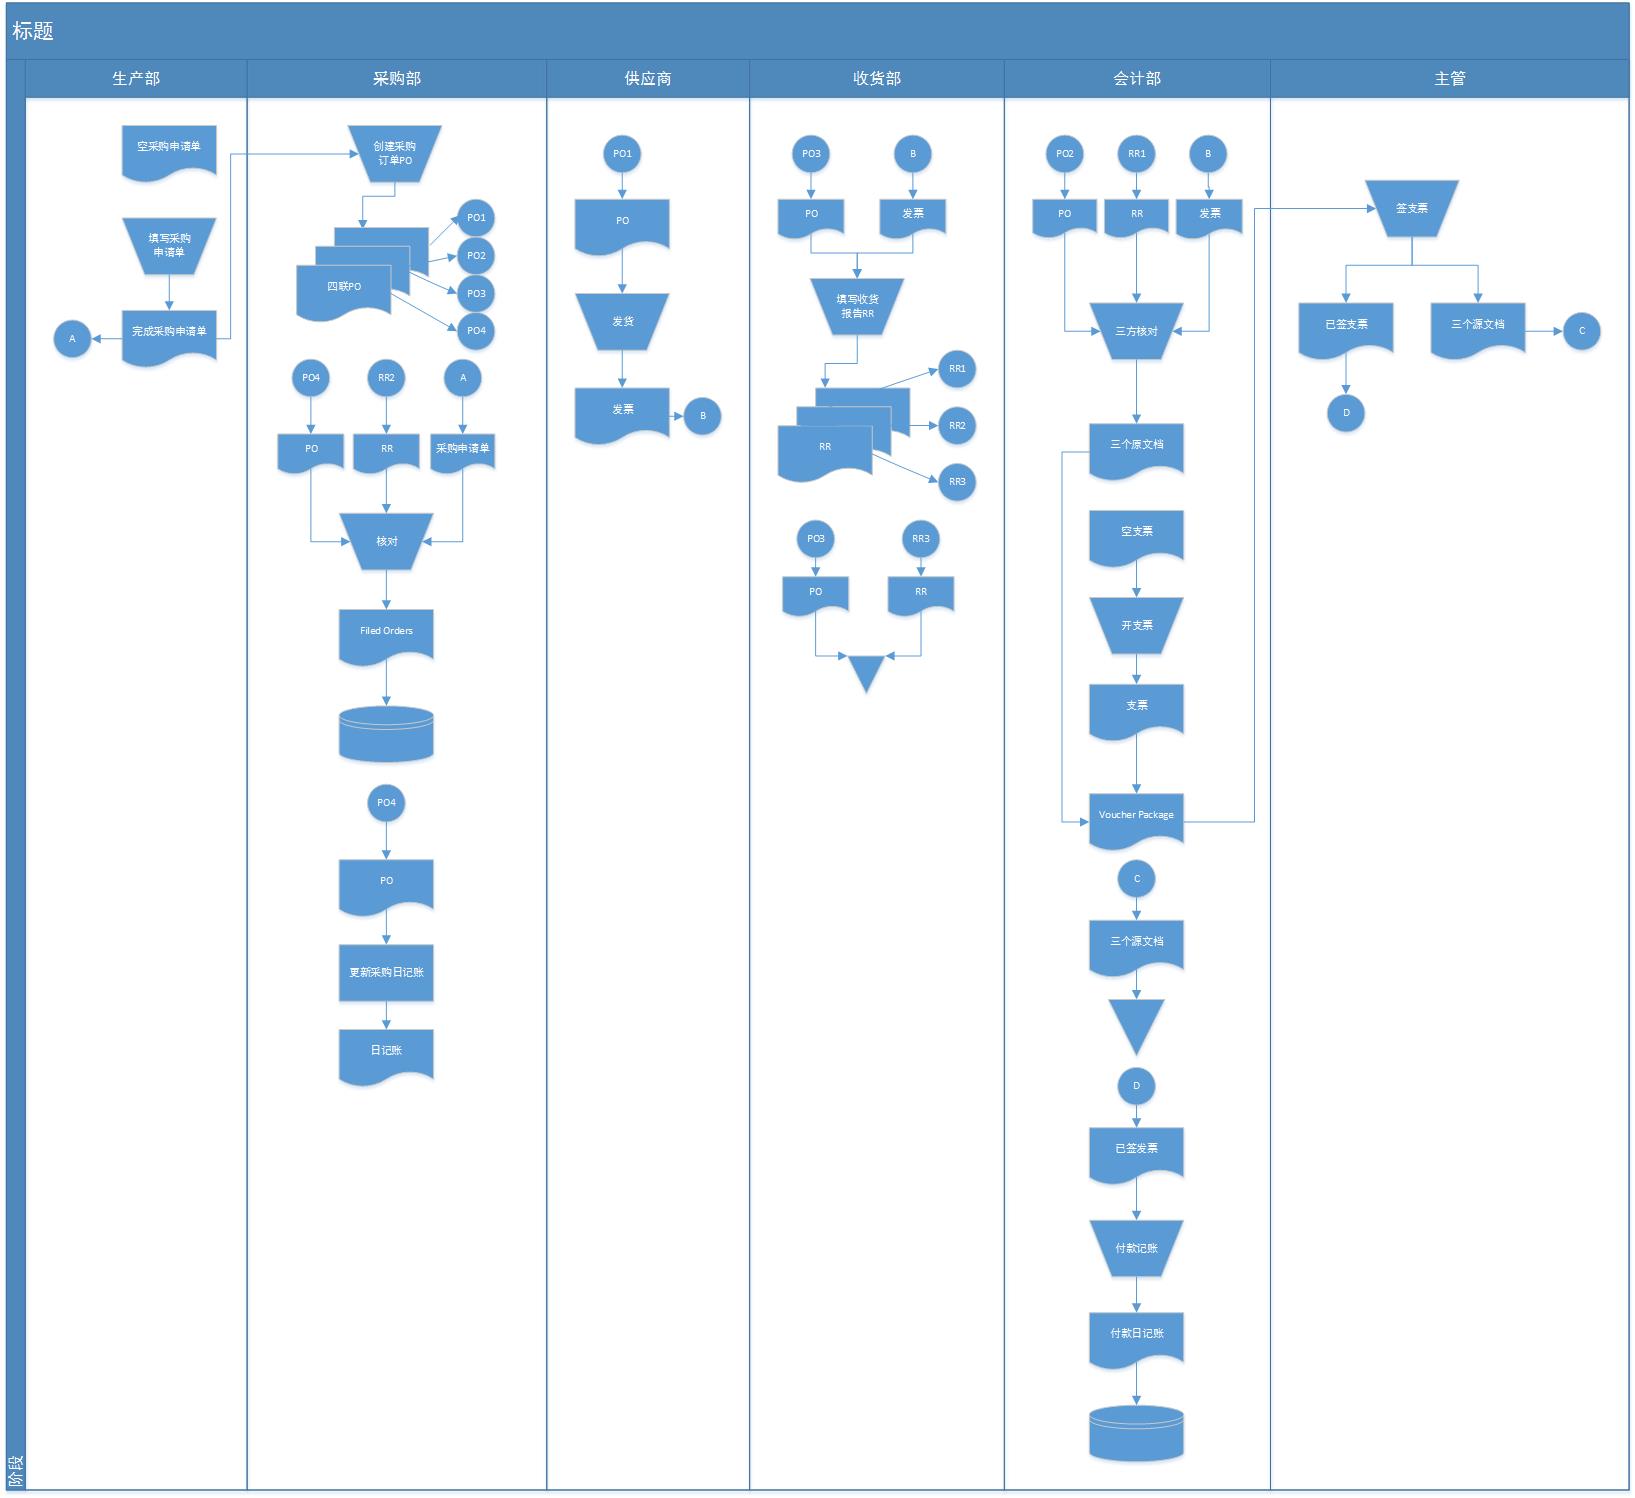 标题
生产部
采购部
供应商
收货部
会计部
主管
阶段
空采购申请单
填写采购
申请单
完成采购申请单
A
创建采购
订单PO
四联PO
PO1
PO2
PO3
PO4
PO4
RR2
A
PO
RR
采购申请单
核对
Filed Orders
PO4
PO
更新采购日记账
日记账
PO1
PO
发货
发票
B
PO3
B
PO
发票
填写收货
报告RR
RR
RR1
RR2
RR3
PO3
RR3
PO
RR
PO2
RR1
B
PO
RR
发票
三方核对
三个原文档
空支票
开支票
支票
Voucher Package
C
三个源文档
D
已签发票
付款记账
付款日记账
签支票
已签支票
三个源文档
C
D